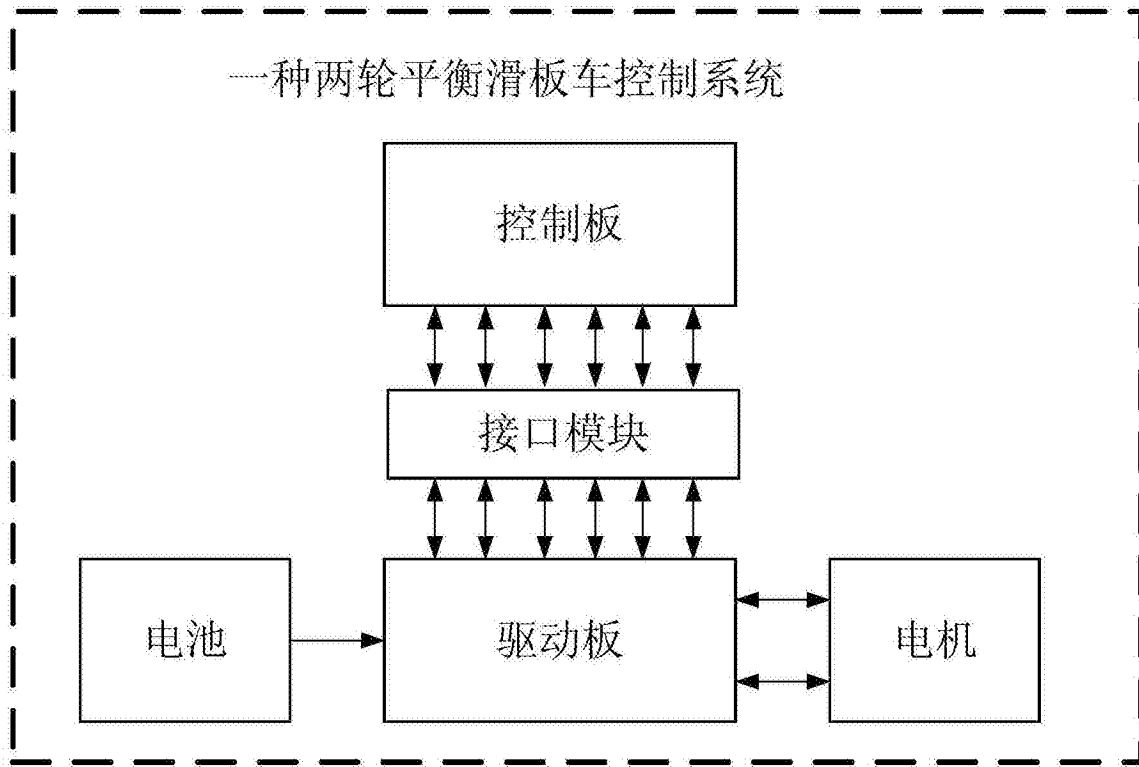 一种两轮平衡滑板车控制系统
控制板
接口模块
电池
驱动板
电机